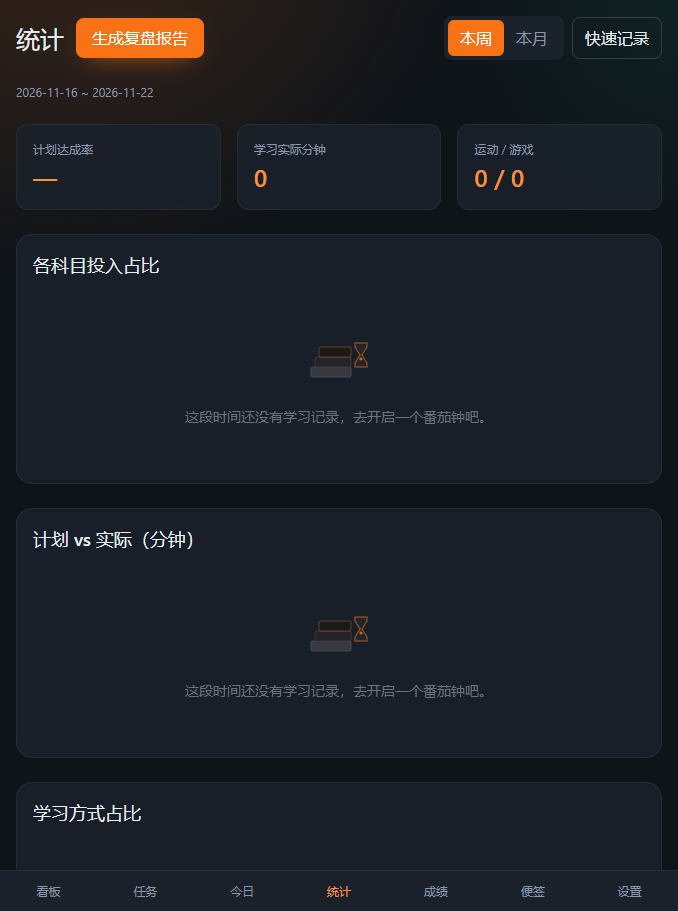 统计 生成复盘报告 本周 本月 快速记录
2026-11-16 ~ 2026-11-22
计划达成率 学习实际分钟 运动 / 游戏
— 0 0 / 0
各科目投入占比
这段时间还没有学习记录，去开启一个番茄钟吧。
计划 vs 实际（分钟）
这段时间还没有学习记录，去开启一个番茄钟吧。
学习方式占比
看板 任务 今日 统计 成绩 便签 设置